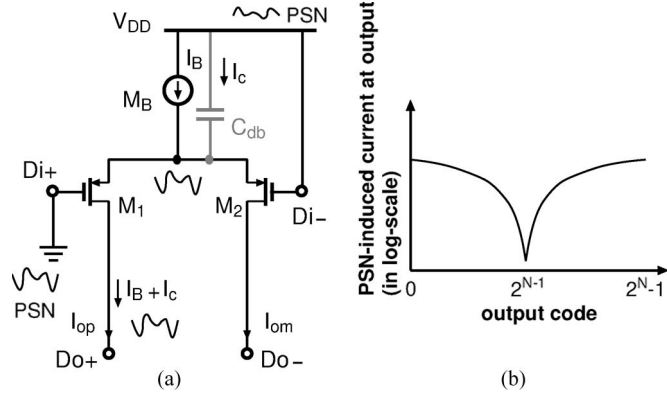 V_DD
PSN
I_B
I_c
M_B
C_db
Di+
M_1
M_2
Di−
PSN
I_B + I_c
I_op
I_om
Do+
Do−
(a)
PSN-induced current at output
(in log-scale)
0
2^N-1
2^N-1
output code
(b)